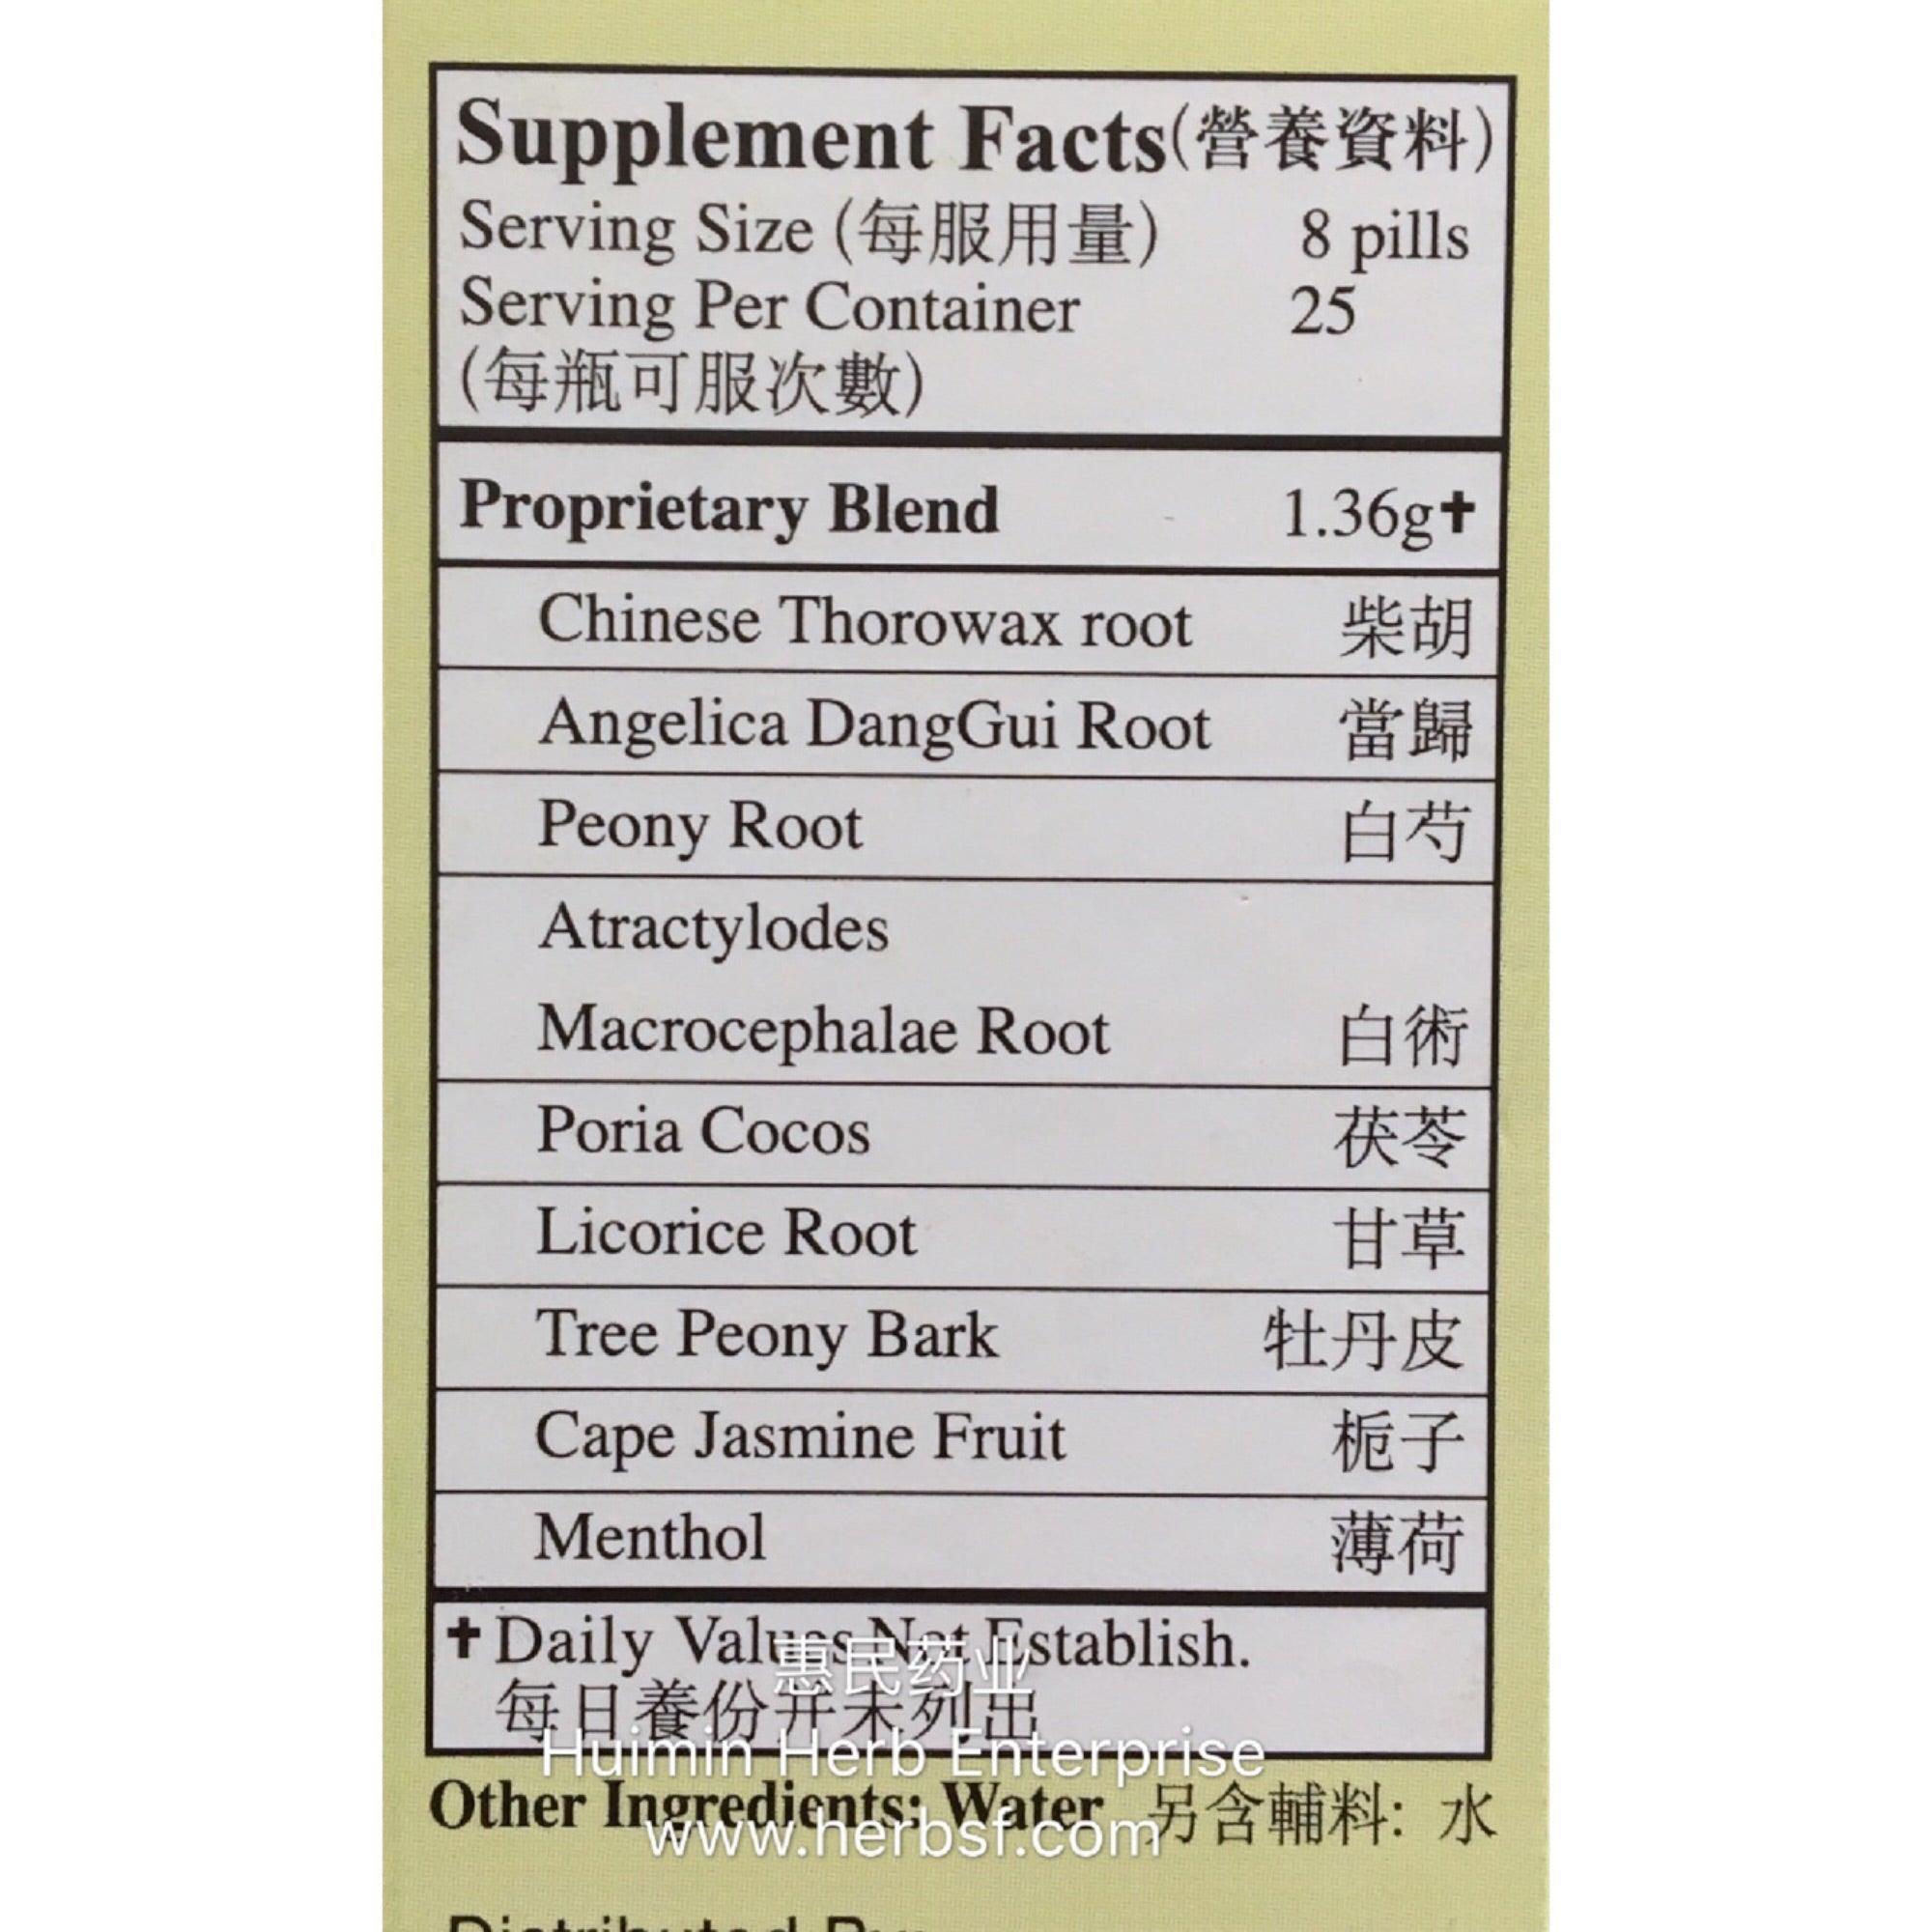 Supplement Facts(營養資料)
Serving Size (每服用量) 8 pills
Serving Per Container 25
(每瓶可服次數)
Proprietary Blend 1.36g✝
Chinese Thorowax root 柴胡
Angelica DangGui Root 當歸
Peony Root 白芍
Atractylodes
Macrocephalae Root 白術
Poria Cocos 茯苓
Licorice Root 甘草
Tree Peony Bark 牡丹皮
Cape Jasmine Fruit 栀子
Menthol 薄荷
✝Daily Values Not Establish.
惠民药业
每日養份并未列出
Huimin Herb Enterprise
Other Ingredients: Water 另含輔料: 水
www.herbsf.com